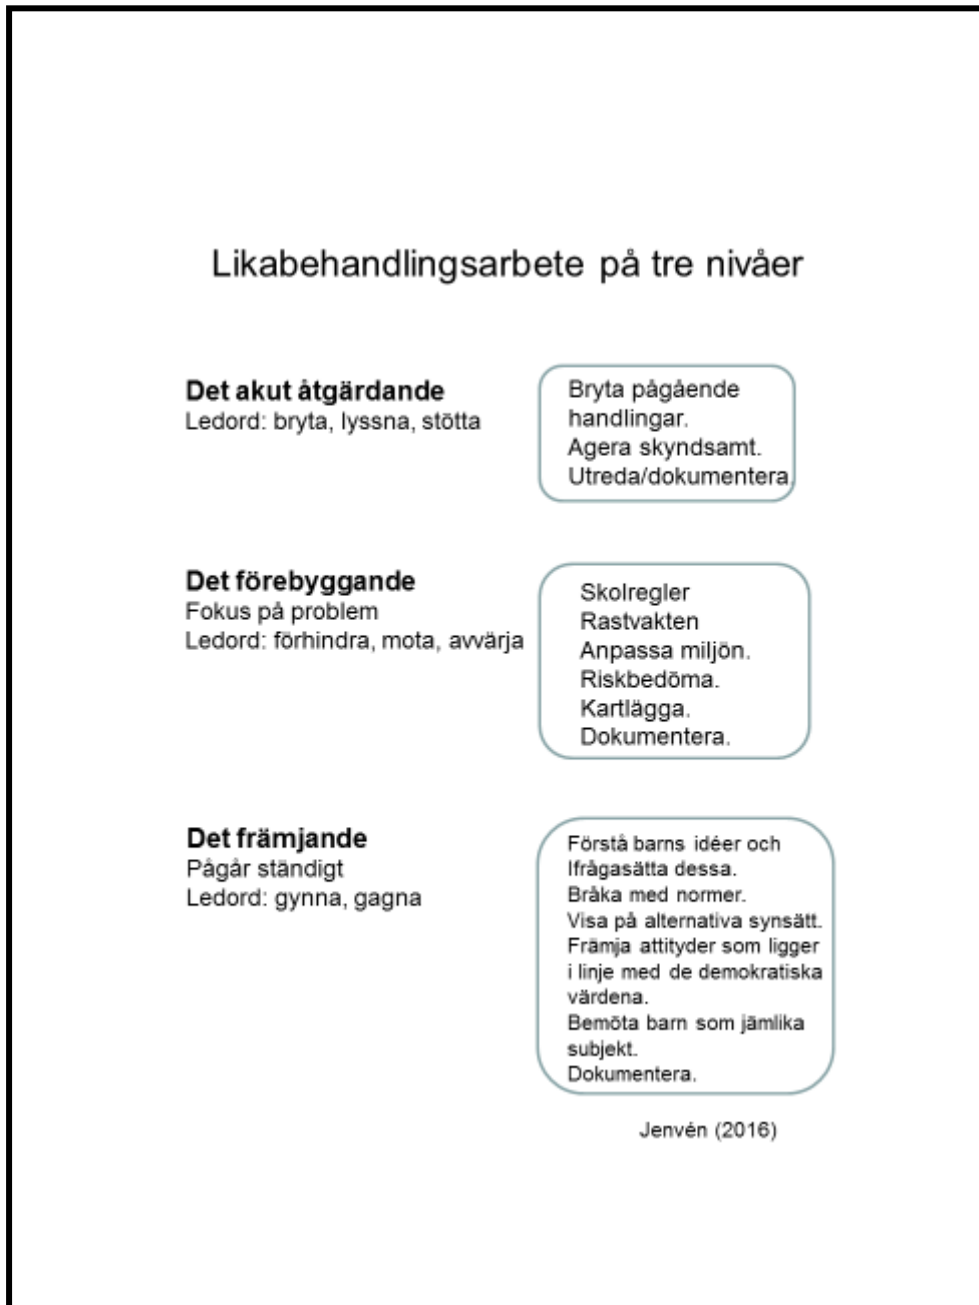 Likabehandlingsarbete på tre nivåer
Det akut åtgärdande
Ledord: bryta, lyssna, stötta
Bryta pågående
handlingar.
Agera skyndsamt.
Utreda/dokumentera.
Det förebyggande
Fokus på problem
Ledord: förhindra, mota, avvärja
Skolregler
Rastvakten
Anpassa miljön.
Riskbedöma.
Kartlägga.
Dokumentera.
Det främjande
Pågår ständigt
Ledord: gynna, gagna
Förstå barns idéer och
Ifrågasätta dessa.
Bråka med normer.
Visa på alternativa synsätt.
Främja attityder som ligger
i linje med de demokratiska
värdena.
Bemöta barn som jämlika
subjekt.
Dokumentera.
Jenvén (2016)